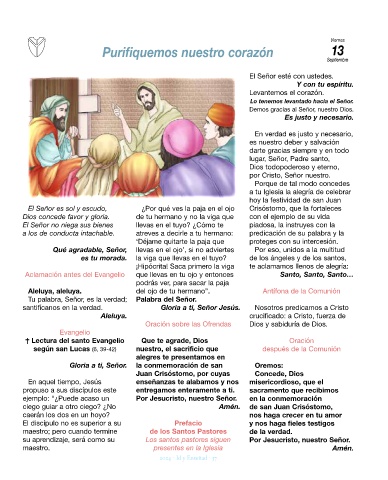 Viernes
13
Septiembre
Purifiquemos nuestro corazón
El Señor es sol y escudo,
Dios concede favor y gloria.
El Señor no niega sus bienes
a los de conducta intachable.
Qué agradable, Señor,
es tu morada.
Aclamación antes del Evangelio
Aleluya, aleluya.
Tu palabra, Señor, es la verdad;
santifícanos en la verdad.
Aleluya.
Evangelio
† Lectura del santo Evangelio
según san Lucas (6, 39-42)
Gloria a ti, Señor.
En aquel tiempo, Jesús
propuso a sus discípulos este
ejemplo: "¿Puede acaso un
ciego guiar a otro ciego? ¿No
caerán los dos en un hoyo?
El discípulo no es superior a su
maestro; pero cuando termine
su aprendizaje, será como su
maestro.
¿Por qué ves la paja en el ojo
de tu hermano y no la viga que
llevas en el tuyo? ¿Cómo te
atreves a decirle a tu hermano:
'Déjame quitarte la paja que
llevas en el ojo', si no adviertes
la viga que llevas en el tuyo?
¡Hipócrita! Saca primero la viga
que llevas en tu ojo y entonces
podrás ver, para sacar la paja
del ojo de tu hermano".
Palabra del Señor.
Gloria a ti, Señor Jesús.
Oración sobre las Ofrendas
Que te agrade, Dios
nuestro, el sacrificio que
alegres te presentamos en
la conmemoración de san
Juan Crisóstomo, por cuyas
enseñanzas te alabamos y nos
entregamos enteramente a ti.
Por Jesucristo, nuestro Señor.
Amén.
Prefacio
de los Santos Pastores
Los santos pastores siguen
presentes en la Iglesia
El Señor esté con ustedes.
Y con tu espíritu.
Levantemos el corazón.
Lo tenemos levantado hacia el Señor.
Demos gracias al Señor, nuestro Dios.
Es justo y necesario.
En verdad es justo y necesario,
es nuestro deber y salvación
darte gracias siempre y en todo
lugar, Señor, Padre santo,
Dios todopoderoso y eterno,
por Cristo, Señor nuestro.
Porque de tal modo concedes
a tu Iglesia la alegría de celebrar
hoy la festividad de san Juan
Crisóstomo, que la fortaleces
con el ejemplo de su vida
piadosa, la instruyes con la
predicación de su palabra y la
proteges con su intercesión.
Por eso, unidos a la multitud
de los ángeles y de los santos,
te aclamamos llenos de alegría:
Santo, Santo, Santo...
Antífona de la Comunión
Nosotros predicamos a Cristo
crucificado: a Cristo, fuerza de
Dios y sabiduría de Dios.
Oración
después de la Comunión
Oremos:
Concede, Dios
misericordioso, que el
sacramento que recibimos
en la conmemoración
de san Juan Crisóstomo,
nos haga crecer en tu amor
y nos haga fieles testigos
de la verdad.
Por Jesucristo, nuestro Señor.
Amén.